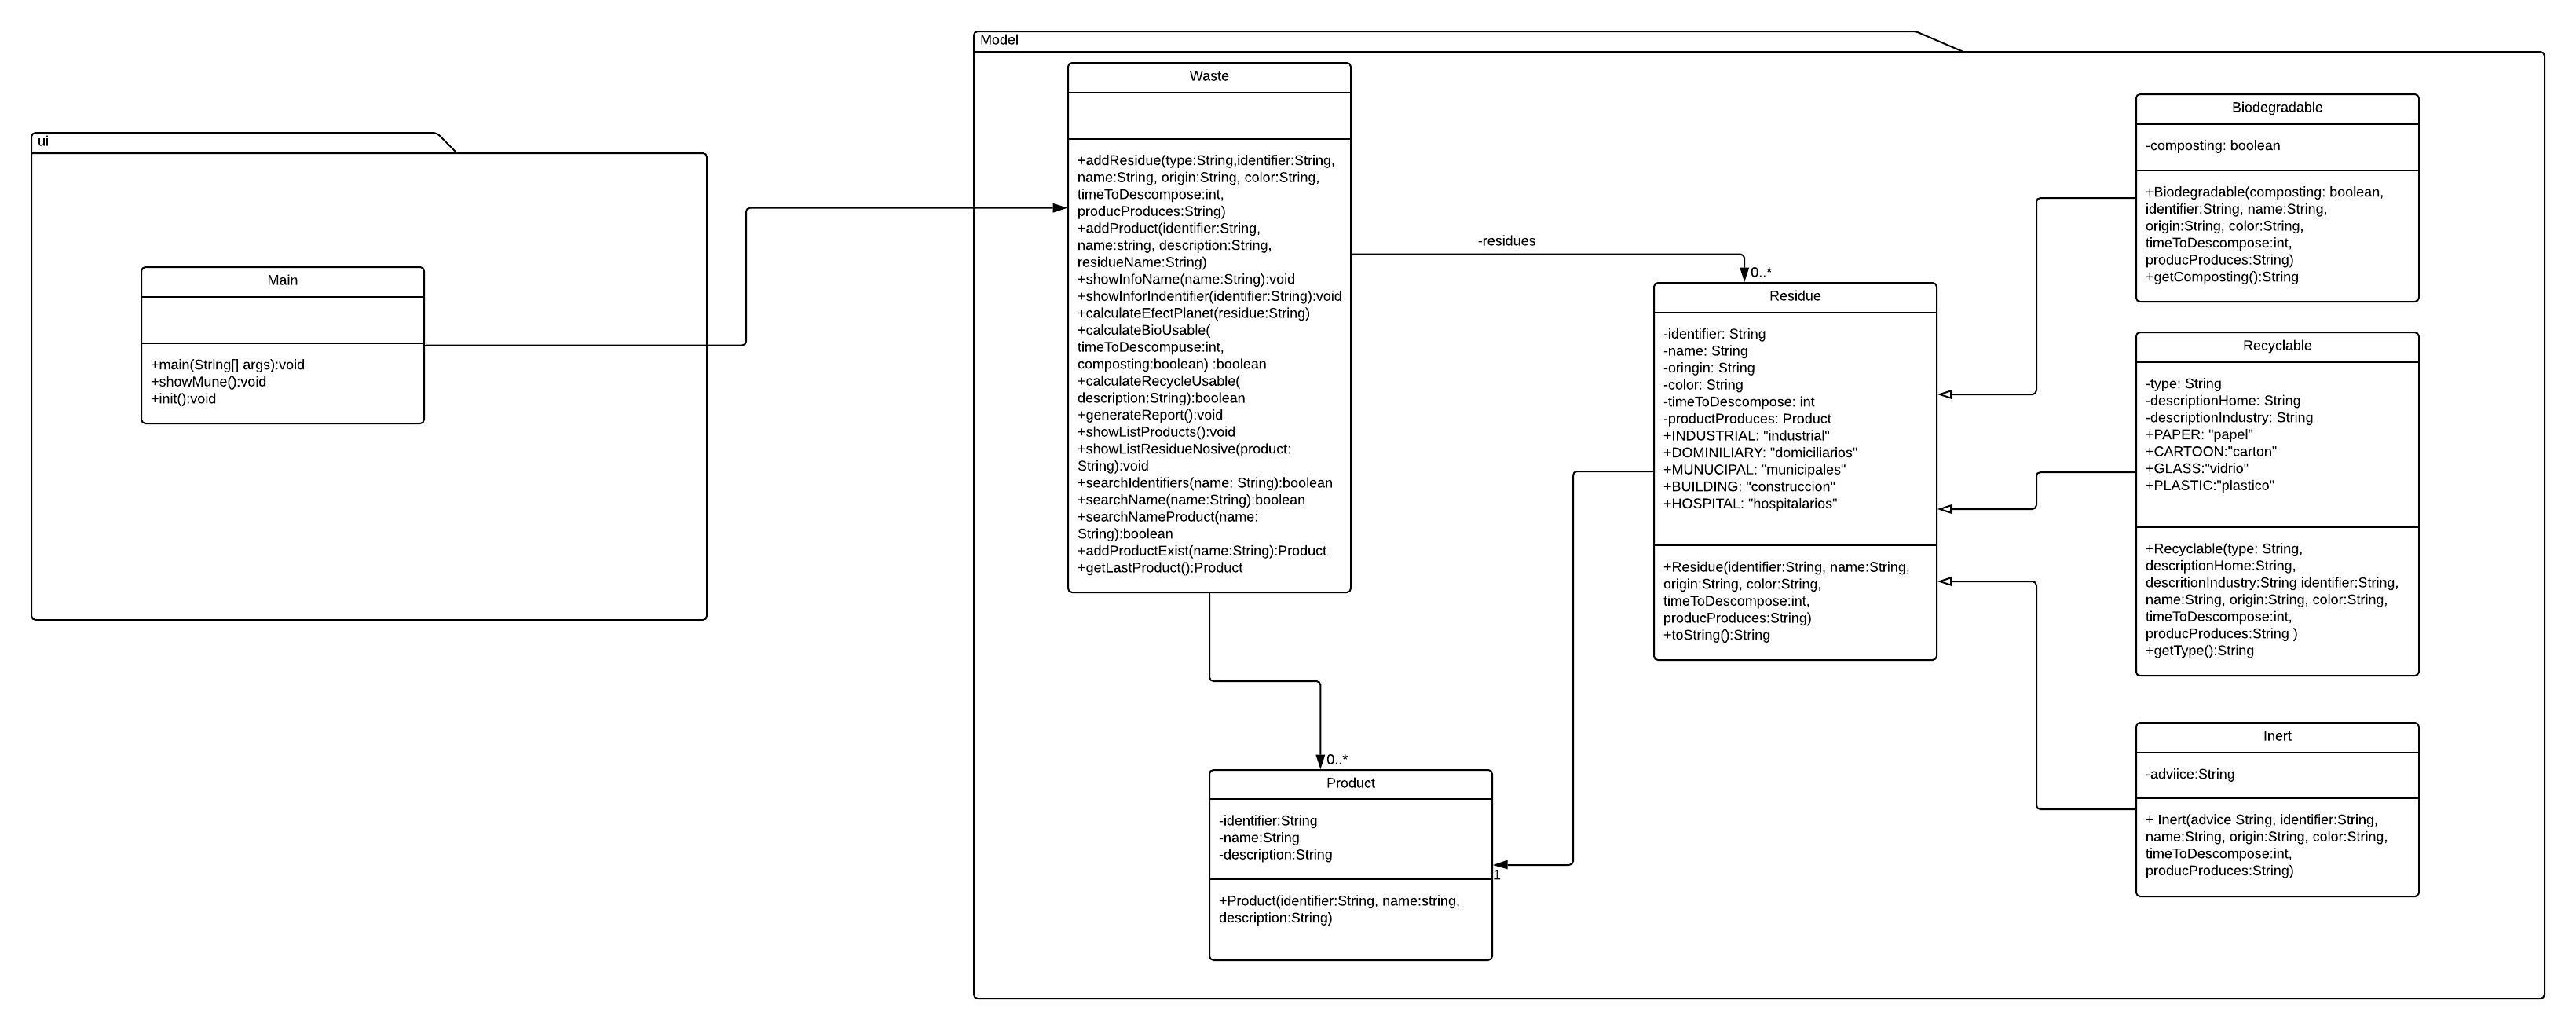 ui
Main
+main(String[] args):void
+showMune():void
+init():void
Model
Waste
+addResidue(type:String,identifier:String,
name:String, origin:String, color:String,
timeToDescompose:int,
producProduces:String)
+addProduct(identifier:String,
name:string, description:String,
residueName:String)
+showInfoName(name:String):void
+showInforIndentifier(identifier:String):void
+calculateEfectPlanet(residue:String)
+calculateBioUsable(
timeToDescompuse:int,
composting:boolean) :boolean
+calculateRecycleUsable(
description:String):boolean
+generateReport():void
+showListProducts():void
+showListResidueNosive(product:
String):void
+searchIdentifiers(name: String):boolean
+searchName(name:String):boolean
+searchNameProduct(name:
String):boolean
+addProductExist(name:String):Product
+getLastProduct():Product
-residues
0..*
Residue
-identifier: String
-name: String
-oringin: String
-color: String
-timeToDescompose: int
-productProduces: Product
+INDUSTRIAL: "industrial"
+DOMINILIARY: "domiciliarios"
+MUNUCIPAL: "municipales"
+BUILDING: "construccion"
+HOSPITAL: "hospitalarios"
+Residue(identifier:String, name:String,
origin:String, color:String,
timeToDescompose:int,
producProduces:String)
+toString():String
0..*
Product
-identifier:String
-name:String
-description:String
+Product(identifier:String, name:string,
description:String)
1
Biodegradable
-composting: boolean
+Biodegradable(composting: boolean,
identifier:String, name:String,
origin:String, color:String,
timeToDescompose:int,
producProduces:String)
+getComposting():String
Recyclable
-type: String
-descriptionHome: String
-descriptionIndustry: String
+PAPER: "papel"
+CARTOON:"carton"
+GLASS:"vidrio"
+PLASTIC:"plastico"
+Recyclable(type: String,
descriptionHome:String,
descritionIndustry:String identifier:String,
name:String, origin:String, color:String,
timeToDescompose:int,
producProduces:String )
+getType():String
Inert
-adviice:String
+ Inert(advice String, identifier:String,
name:String, origin:String, color:String,
timeToDescompose:int,
producProduces:String)